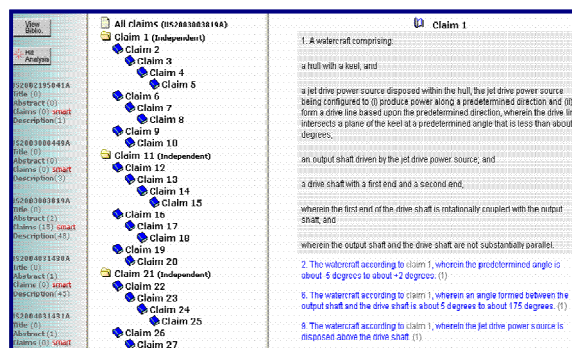 View
Biblio.
Hit
Analysis
US2002195041A
Title (0)
Abstract (0)
Claims (0) smart
Description(1)
US2003000449A
Title (0)
Abstract (0)
Claims (0) smart
Description(3)
US2003003819A
Title (0)
Abstract (2)
Claims (15) smart
Description(48)
Title (0)
Abstract (1)
Claims (0) smart
Description(45)
Title (0)
Abstract (1)
Claims (0) smart
All claims (US2003003819A)
Claim 1 (Independent)
Claim 2
Claim 3
Claim 4
Claim 5
Claim 6
Claim 7
Claim 8
Claim 9
Claim 10
Claim 11 (Independent)
Claim 12
Claim 13
Claim 14
Claim 15
Claim 16
Claim 17
Claim 18
Claim 19
Claim 20
Claim 21 (Independent)
Claim 22
Claim 23
Claim 24
Claim 25
Claim 26
Claim 27
Claim 1
1. A watercraft comprising:
a hull with a keel, and
a jet drive power source disposed within the hull, the jet drive power source
being configured to (i) produce power along a predetermined direction and (ii)
form a drive line based upon the predetermined direction, wherein the drive lin
intersects a plane of the keel at a predetermined angle that is less than about
degrees,
an output shaft driven by the jet drive power source; and
a drive shaft with a first end and a second end,
wherein the first end of the drive shaft is rotationally coupled with the output
shaft, and
wherein the output shaft and the drive shaft are not substantially parallel.
2. The watercraft according to claim 1, wherein the predetermined angle is
about -5 degrees to about +2 degrees. (1)
8. The watercraft according to claim 1, wherein an angle formed between the
output shaft and the drive shaft is about 5 degrees to about 175 degrees. (1)
9. The watercraft according to claim 1, wherein the jet drive power source is
disposed above the drive shaft. (1)